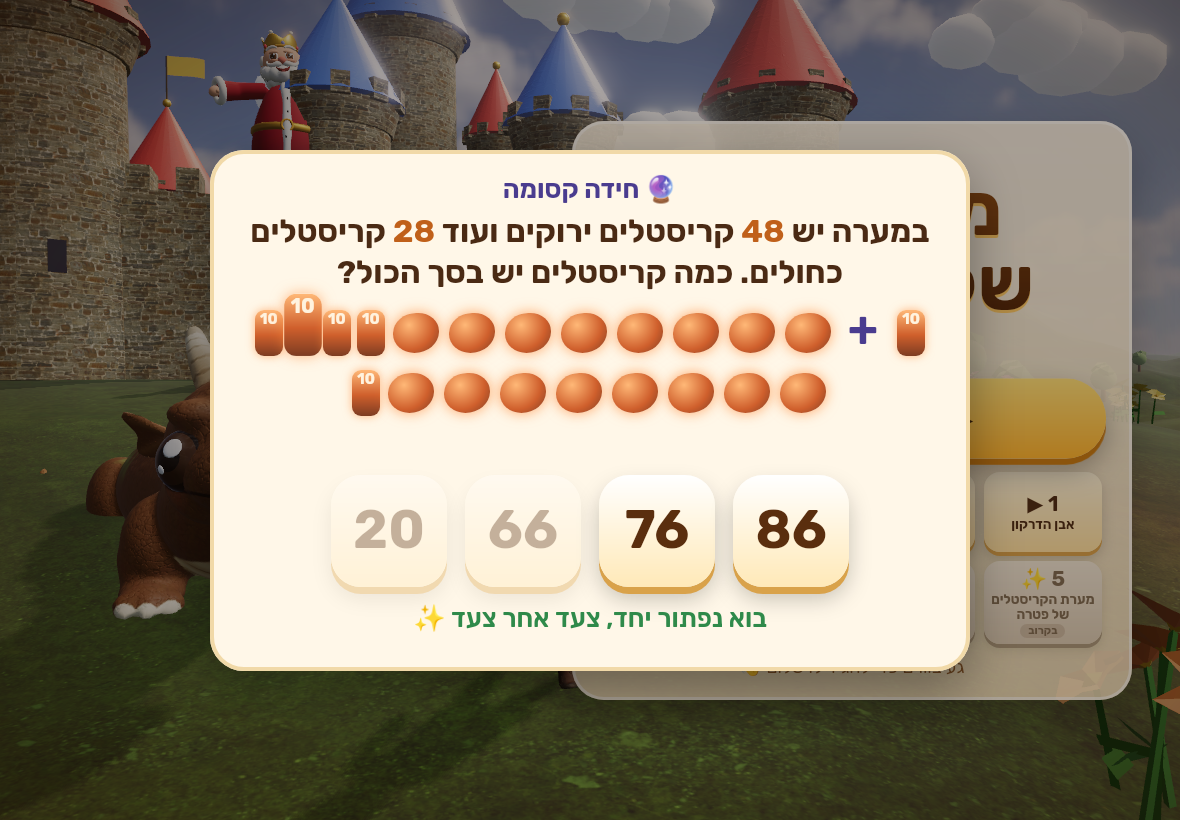 🔮 חידה קסומה
במערה יש 48 קריסטלים ירוקים ועוד 28 קריסטלים
כחולים. כמה קריסטלים יש בסך הכול?
10 10 10 10 + 10
10
20 66 76 86
בוא נפתור יחד, צעד אחר צעד ✨
1 ▶
אבן הדרקון
5 ✨
מערת הקריסטלים
של פטרה
בקרוב